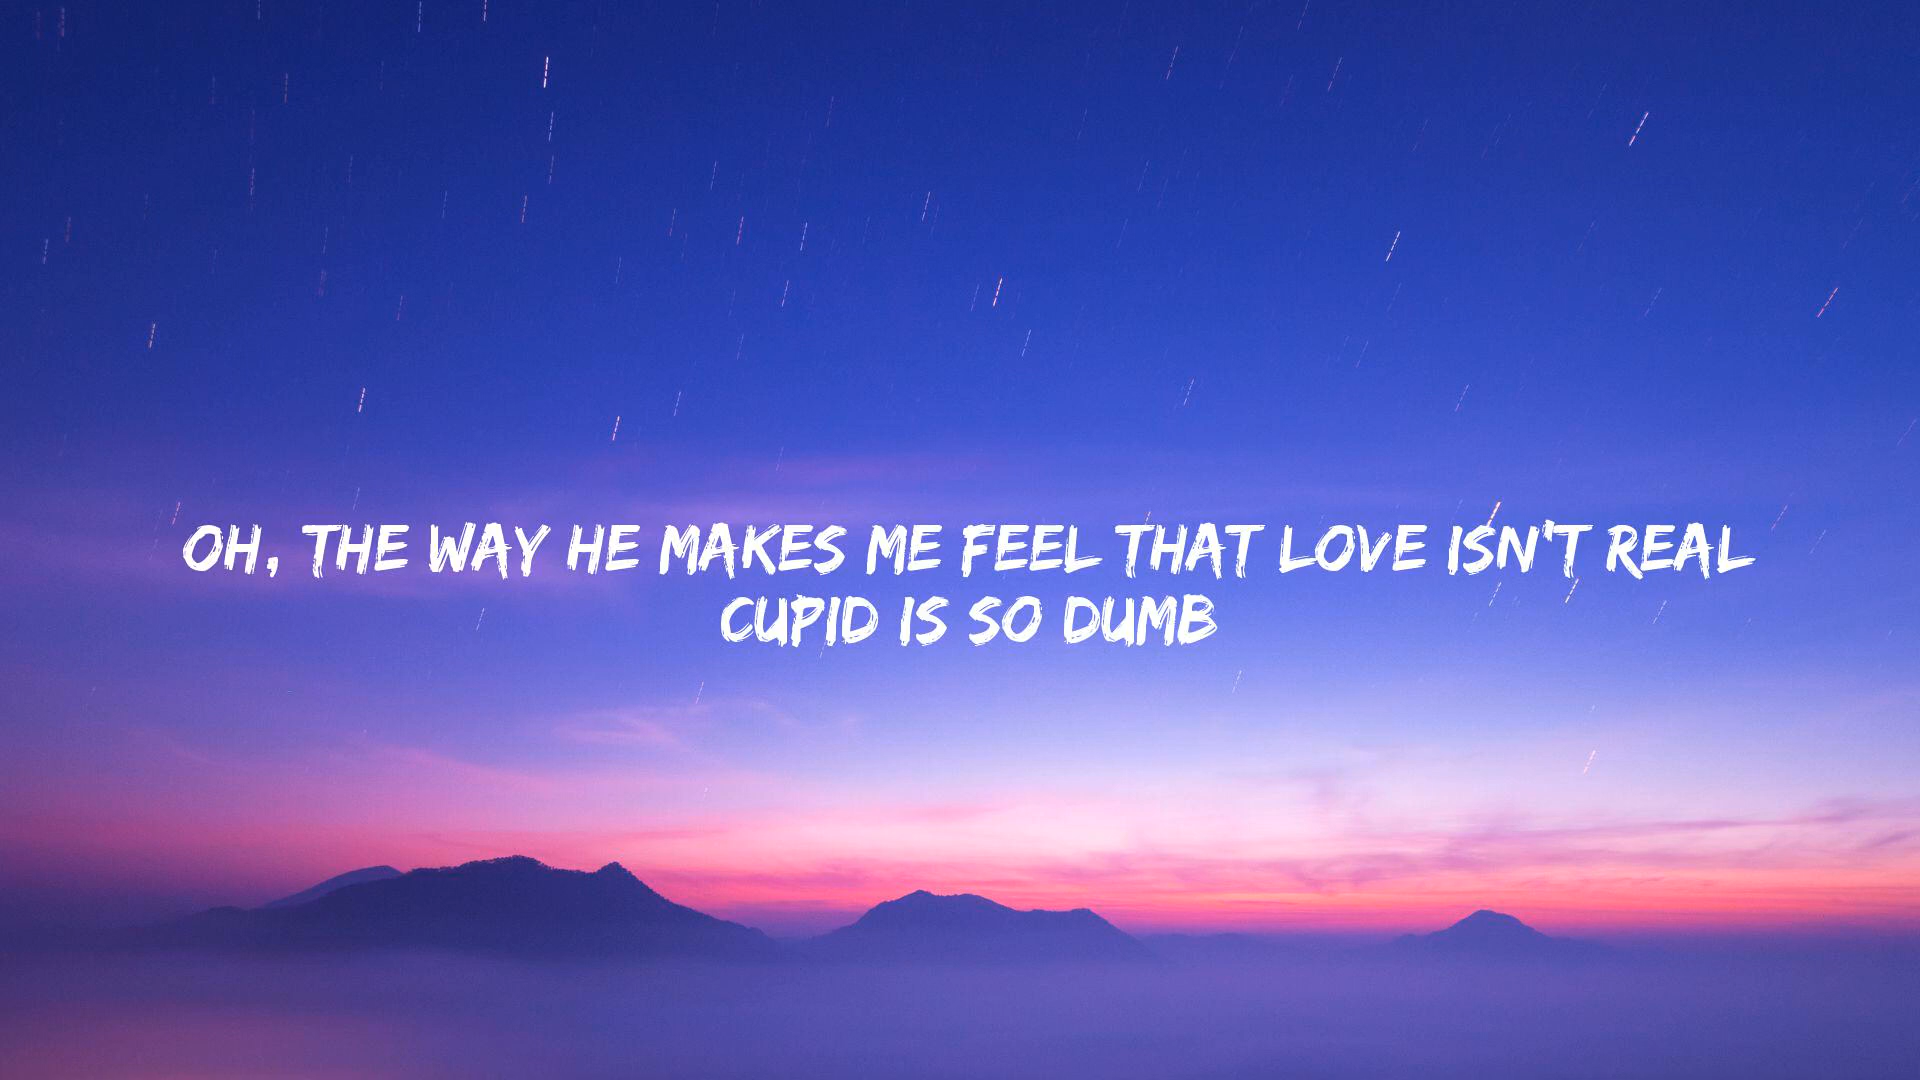 OH, THE WAY HE MAKES ME FEEL THAT LOVE ISN'T REAL
CUPID IS SO DUMB